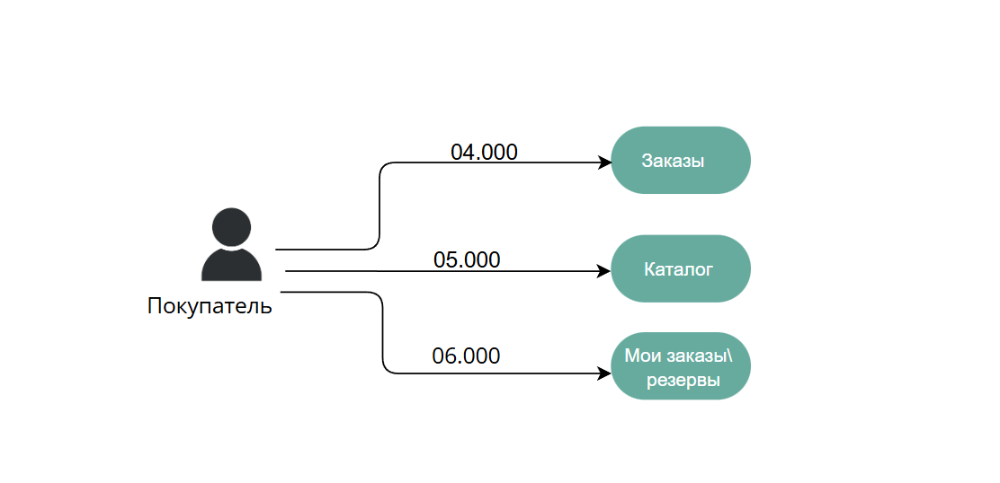 04.000
Заказы
05.000
Каталог
Покупатель
06.000
Мои заказы\
резервы